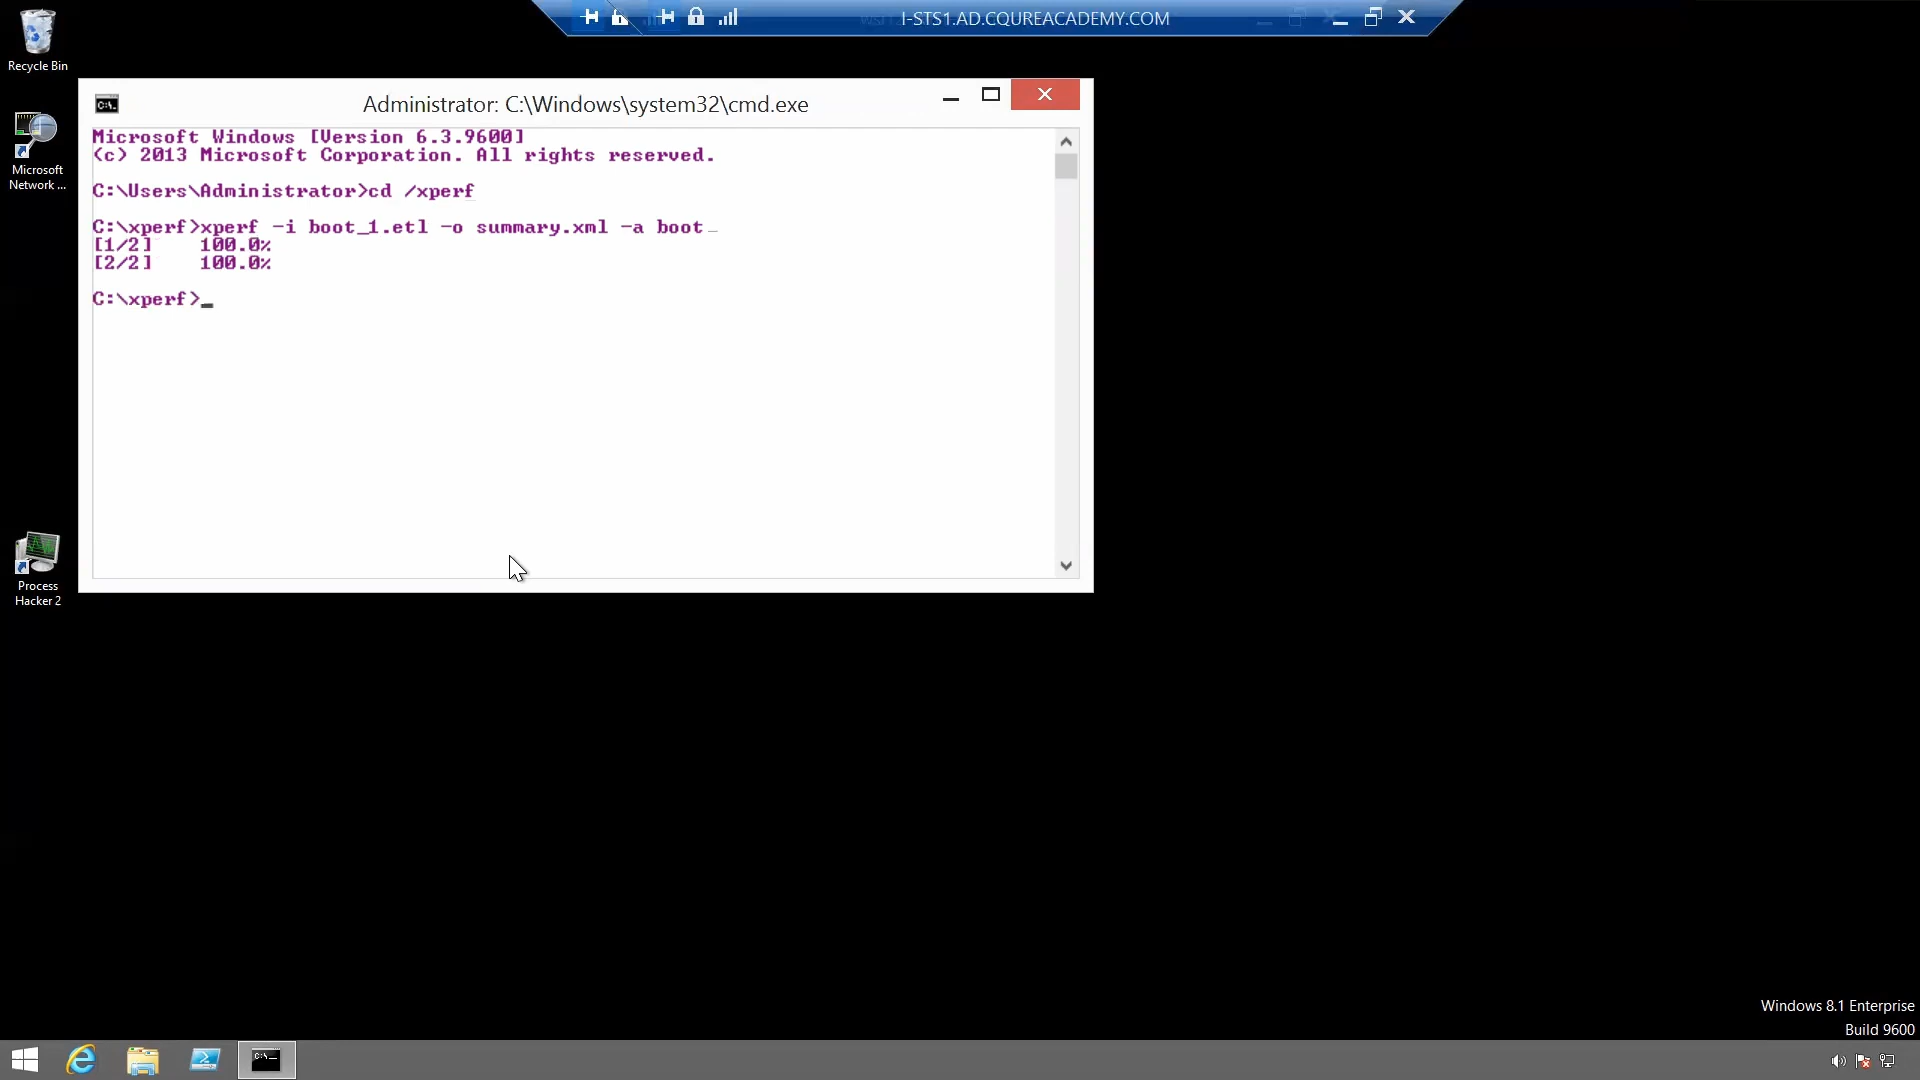 I-STS1.AD.CQUREACADEMY.COM
Recycle Bin
Microsoft
Network ...
Process
Hacker 2
Administrator: C:\Windows\system32\cmd.exe
Microsoft Windows [Version 6.3.9600]
(c) 2013 Microsoft Corporation. All rights reserved.
C:\Users\Administrator>cd /xperf
C:\xperf>xperf -i boot_1.etl -o summary.xml -a boot
[1/2] 100.0%
[2/2] 100.0%
C:\xperf>_
Windows 8.1 Enterprise
Build 9600